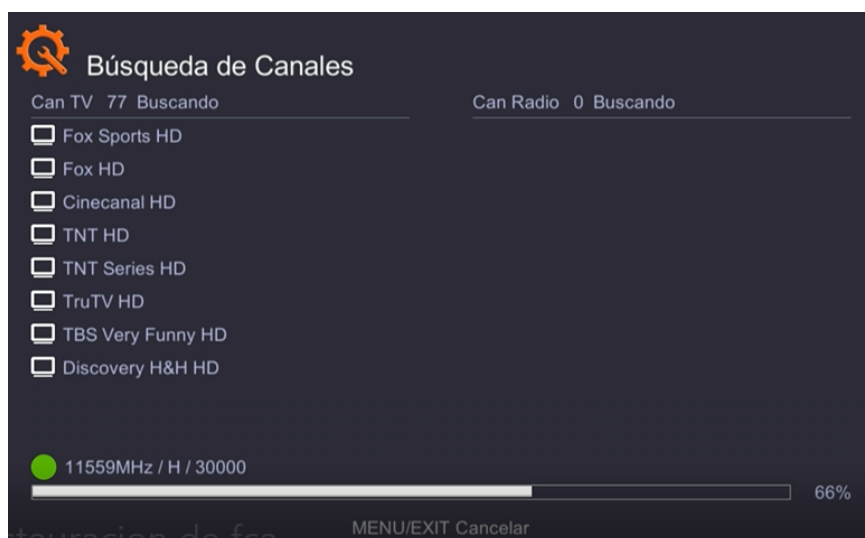 Búsqueda de Canales
Can TV 77 Buscando
Can Radio 0 Buscando
Fox Sports HD
Fox HD
Cinecanal HD
TNT HD
TNT Series HD
TruTV HD
TBS Very Funny HD
Discovery H&H HD
11559MHz / H / 30000
66%
MENU/EXIT Cancelar